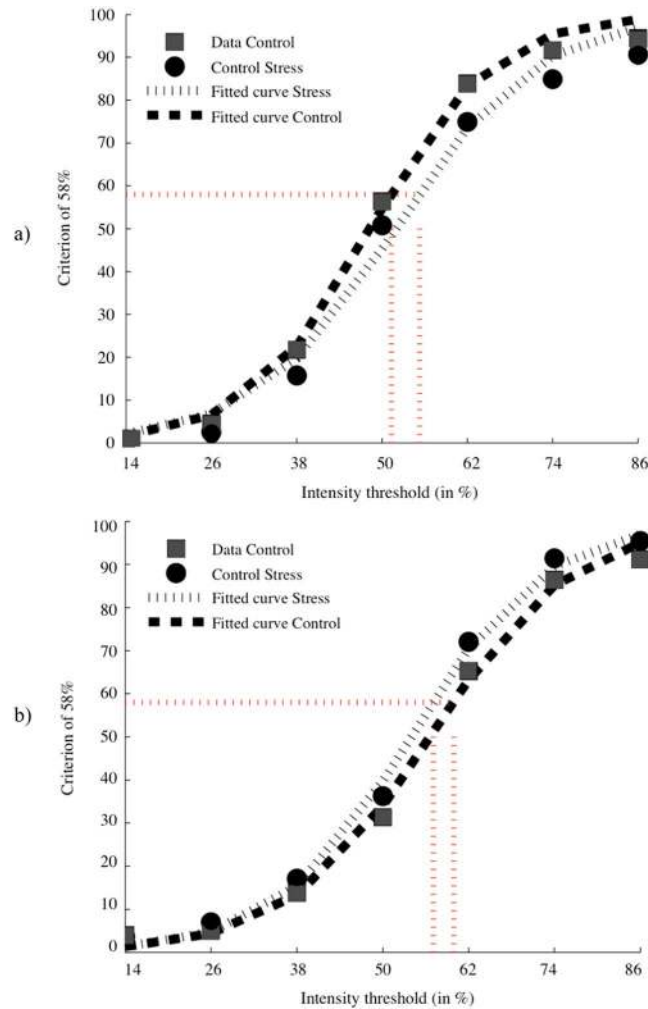 a)
Criterion of 58%
100
90
80
70
60
50
40
30
20
10
0
Data Control
Control Stress
Fitted curve Stress
Fitted curve Control
14 26 38 50 62 74 86
Intensity threshold (in %)
b)
Criterion of 58%
100
90
80
70
60
50
40
30
20
10
0
Data Control
Control Stress
Fitted curve Stress
Fitted curve Control
14 26 38 50 62 74 86
Intensity threshold (in %)